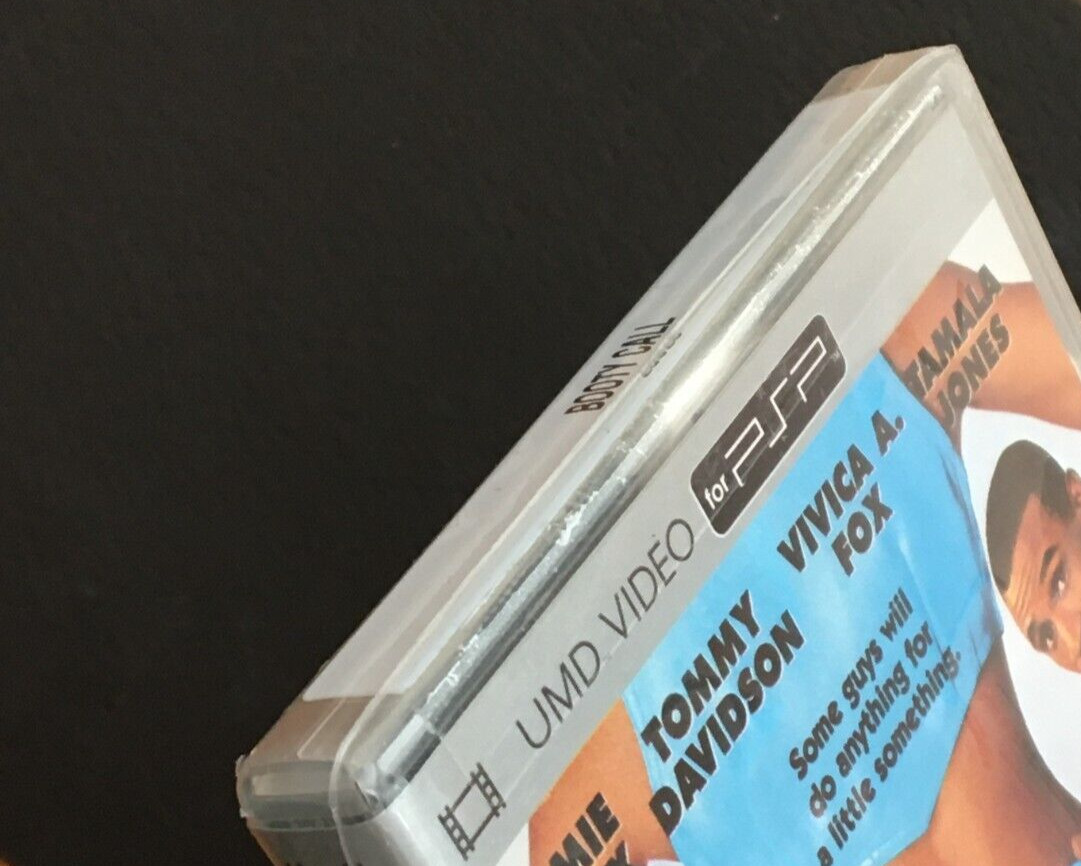 BOOTY CALL
UMD VIDEO for PSP
MIE
TOMMY
DAVIDSON
VIVICA A.
FOX
TAMALA
JONES
Some guys will
do anything for
a little something.